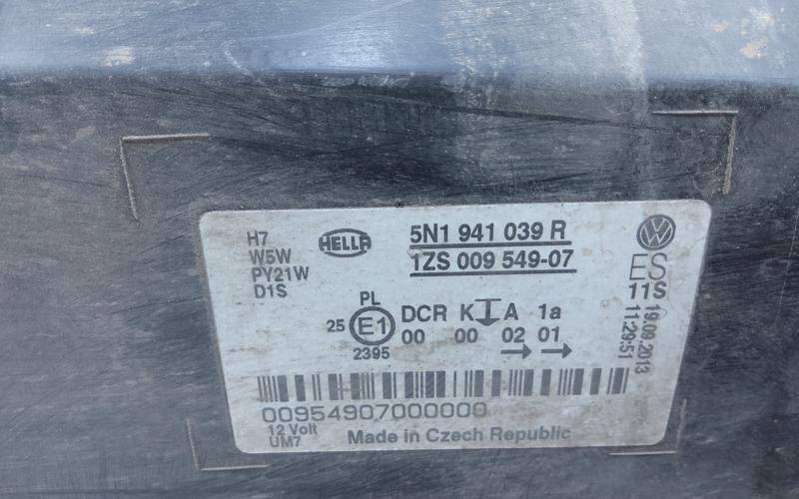 H7
W5W
PY21W
D1S
HELLA
5N1 941 039 R
1ZS 009 549-07
ES
11S
19.09.2013
11:29:51
PL
25 E1
2395
DCR K A 1a
00 00 02 01
00954907000000
12 Volt
UM7
Made in Czech Republic